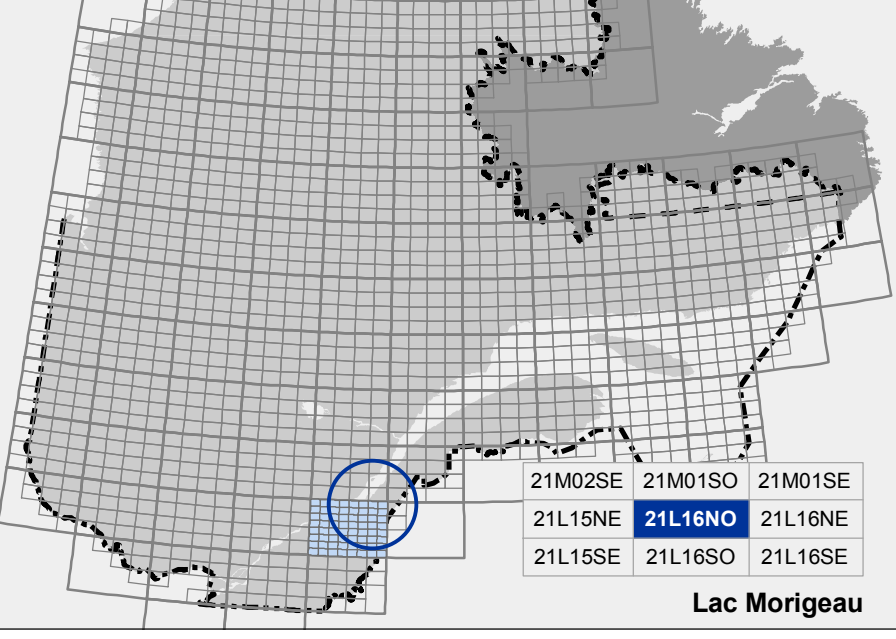 21M02SE 21M01SO 21M01SE
21L15NE 21L16NO 21L16NE
21L15SE 21L16SO 21L16SE
Lac Morigeau